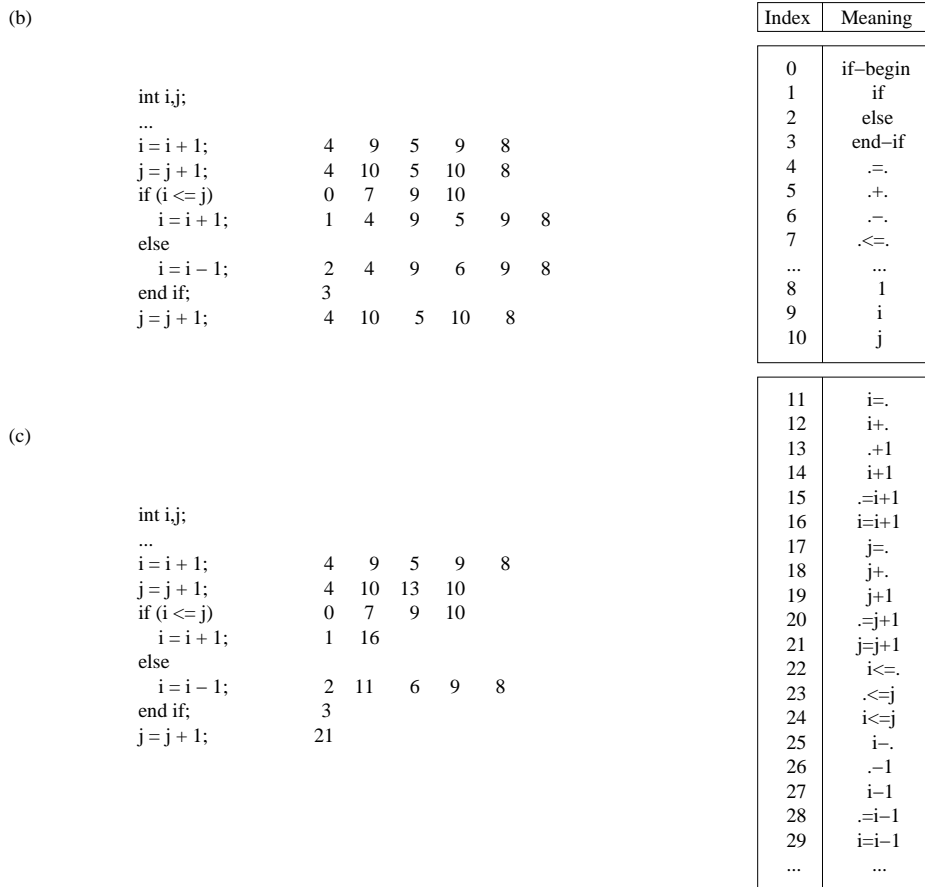 (b)
int i,j;
...
i = i + 1; 4 9 5 9 8
j = j + 1; 4 10 5 10 8
if (i <= j) 0 7 9 10
i = i + 1; 1 4 9 5 9 8
else
i = i − 1; 2 4 9 6 9 8
end if; 3
j = j + 1; 4 10 5 10 8
(c)
int i,j;
...
i = i + 1; 4 9 5 9 8
j = j + 1; 4 10 13 10
if (i <= j) 0 7 9 10
i = i + 1; 1 16
else
i = i − 1; 2 11 6 9 8
end if; 3
j = j + 1; 21
Index Meaning
0 if−begin
1 if
2 else
3 end−if
4 .=.
5 .+.
6 .−.
7 .<=.
... ...
8 1
9 i
10 j
11 i=.
12 i+.
13 .+1
14 i+1
15 .=i+1
16 i=i+1
17 j=.
18 j+.
19 j+1
20 .=j+1
21 j=j+1
22 i<=.
23 .<=j
24 i<=j
25 i−.
26 .−1
27 i−1
28 .=i−1
29 i=i−1
... ...